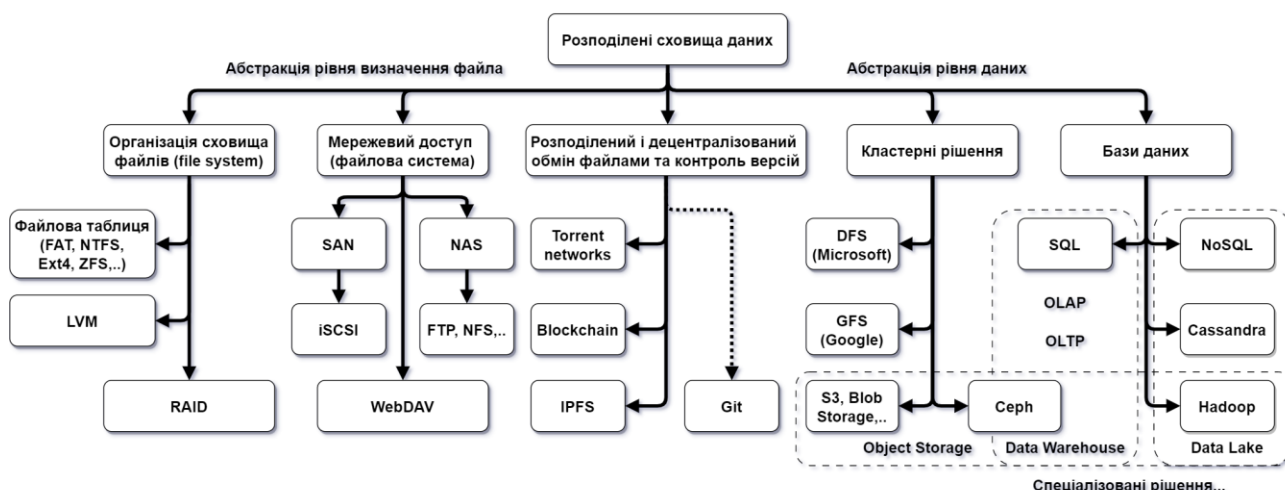 Розподілені сховища даних
Абстракція рівня визначення файла
Абстракція рівня даних
Організація сховища
файлів (file system)
Мережевий доступ
(файлова система)
Розподілений і децентралізований
обмін файлами та контроль версій
Кластерні рішення
Бази даних
Файлова таблиця
(FAT, NTFS,
Ext4, ZFS,..)
SAN
NAS
Torrent
networks
DFS
(Microsoft)
SQL
NoSQL
OLAP
LVM
iSCSI
FTP, NFS,..
Blockchain
GFS
(Google)
OLTP
Cassandra
RAID
WebDAV
IPFS
Git
S3, Blob
Storage,..
Ceph
Hadoop
Object Storage
Data Warehouse
Data Lake
Спеціалізовані рішення...